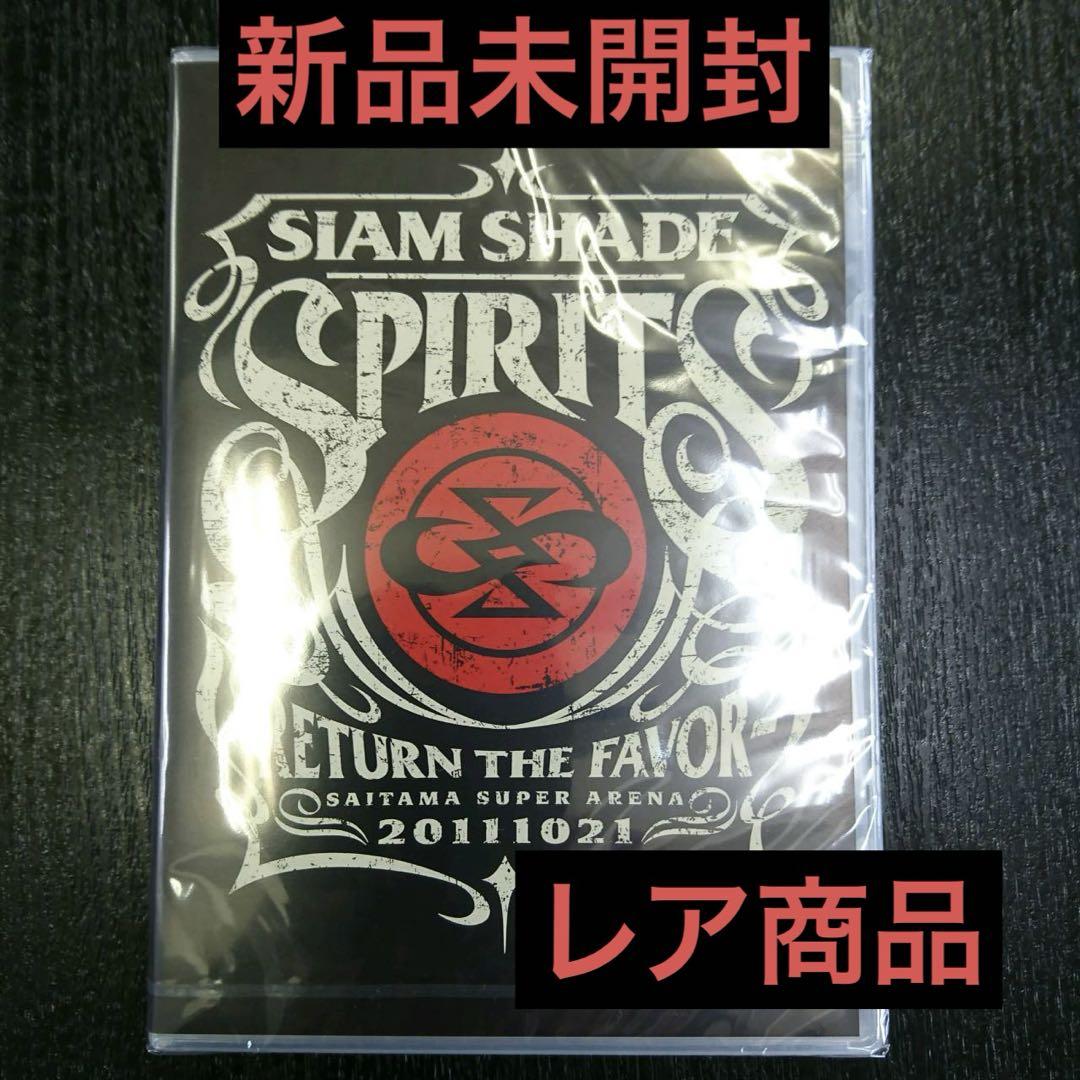 新品未開封
SIAM SHADE
SPIRITS
RETURN THE FAVOR
SAITAMA SUPER ARENA
20111021
レア商品